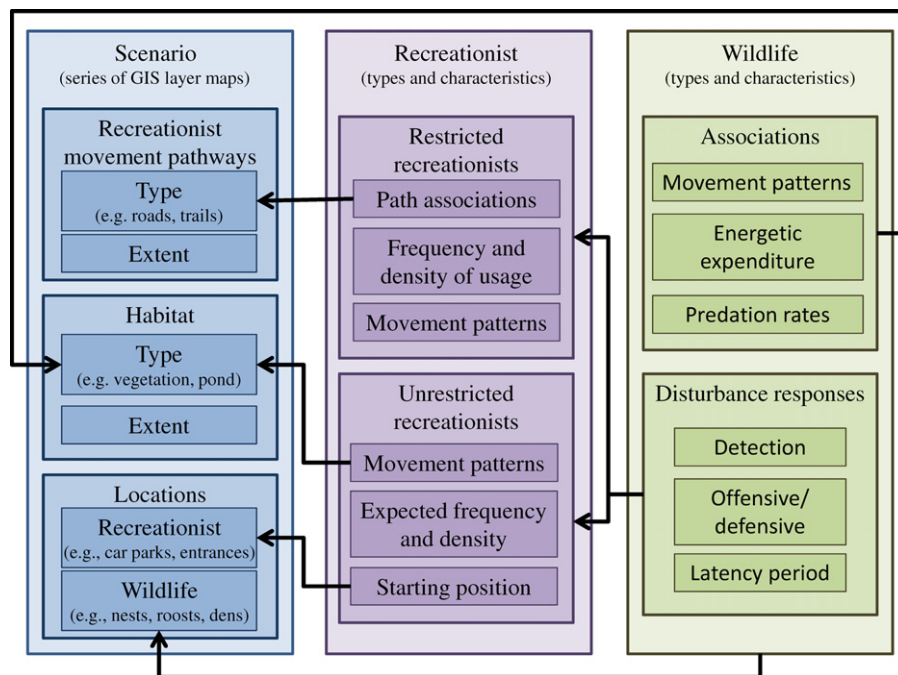 Scenario
(series of GIS layer maps)
Recreationist
movement pathways
Type
(e.g. roads, trails)
Extent
Habitat
Type
(e.g. vegetation, pond)
Extent
Locations
Recreationist
(e.g., car parks, entrances)
Wildlife
(e.g., nests, roosts, dens)
Recreationist
(types and characteristics)
Restricted
recreationists
Path associations
Frequency and
density of usage
Movement patterns
Unrestricted
recreationists
Movement patterns
Expected frequency
and density
Starting position
Wildlife
(types and characteristics)
Associations
Movement patterns
Energetic
expenditure
Predation rates
Disturbance responses
Detection
Offensive/
defensive
Latency period